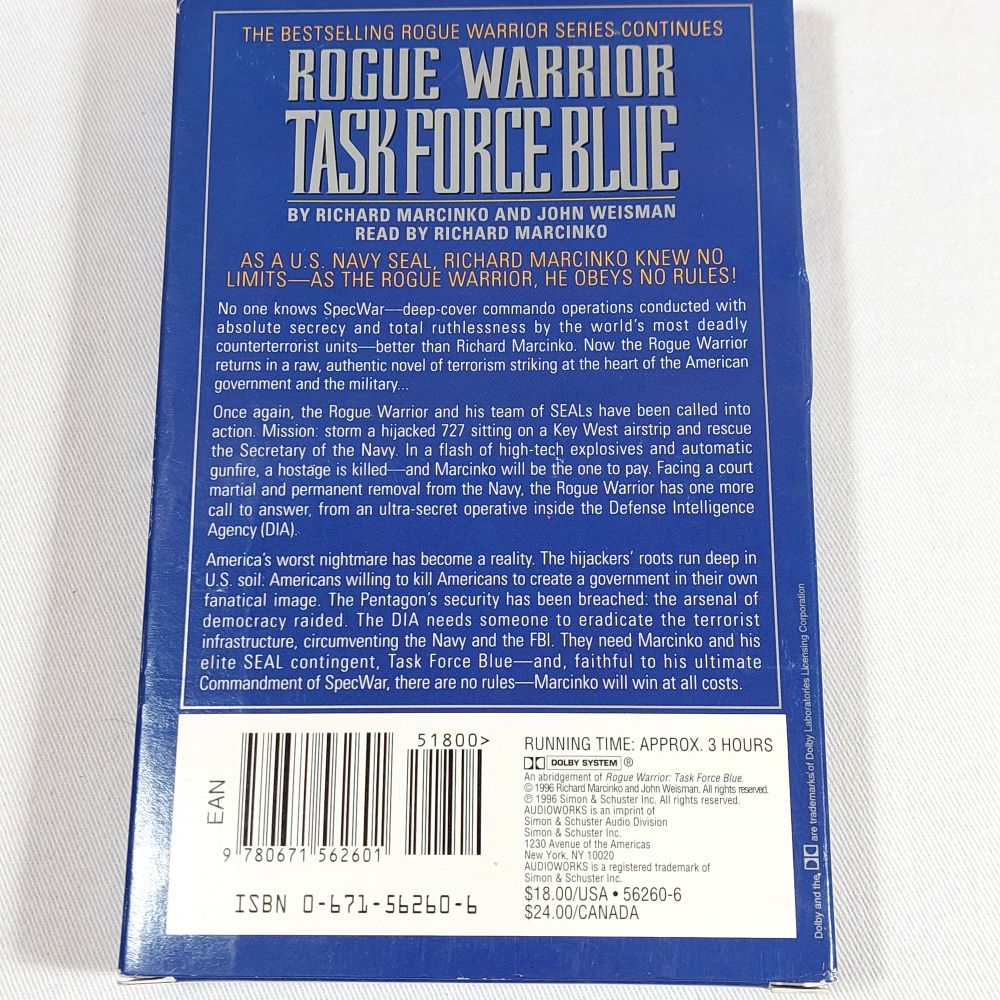 THE BESTSELLING ROGUE WARRIOR SERIES CONTINUES
ROGUE WARRIOR
TASK FORCE BLUE
BY RICHARD MARCINKO AND JOHN WEISMAN
READ BY RICHARD MARCINKO
AS A U.S. NAVY SEAL, RICHARD MARCINKO KNEW NO
LIMITS—AS THE ROGUE WARRIOR, HE OBEYS NO RULES!
No one knows SpecWar—deep-cover commando operations conducted with
absolute secrecy and total ruthlessness by the world's most deadly
counterterrorist units—better than Richard Marcinko. Now the Rogue Warrior
returns in a raw, authentic novel of terrorism striking at the heart of the American
government and the military...
Once again, the Rogue Warrior and his team of SEALs have been called into
action. Mission: storm a hijacked 727 sitting on a Key West airstrip and rescue
the Secretary of the Navy. In a flash of high-tech explosives and automatic
gunfire, a hostage is killed—and Marcinko will be the one to pay. Facing a court
martial and permanent removal from the Navy, the Rogue Warrior has one more
call to answer, from an ultra-secret operative inside the Defense Intelligence
Agency (DIA).
America's worst nightmare has become a reality. The hijackers' roots run deep in
U.S. soil: Americans willing to kill Americans to create a government in their own
fanatical image. The Pentagon's security has been breached: the arsenal of
democracy raided. The DIA needs someone to eradicate the terrorist
infrastructure, circumventing the Navy and the FBI. They need Marcinko and his
elite SEAL contingent, Task Force Blue—and, faithful to his ultimate
Commandment of SpecWar, there are no rules—Marcinko will win at all costs.
EAN
51800>
9 780671 562601
ISBN 0-671-56260-6
RUNNING TIME: APPROX. 3 HOURS
DOLBY SYSTEM ®
An abridgement of Rogue Warrior: Task Force Blue.
© 1996 Richard Marcinko and John Weisman. All rights reserved.
℗ 1996 Simon & Schuster Inc. All rights reserved.
AUDIOWORKS is an imprint of
Simon & Schuster Audio Division
Simon & Schuster Inc.
1230 Avenue of the Americas
New York, NY 10020
AUDIOWORKS is a registered trademark of
Simon & Schuster Inc.
$18.00/USA • 56260-6
$24.00/CANADA
Dolby and the are trademarks of Dolby Laboratories Licensing Corporation